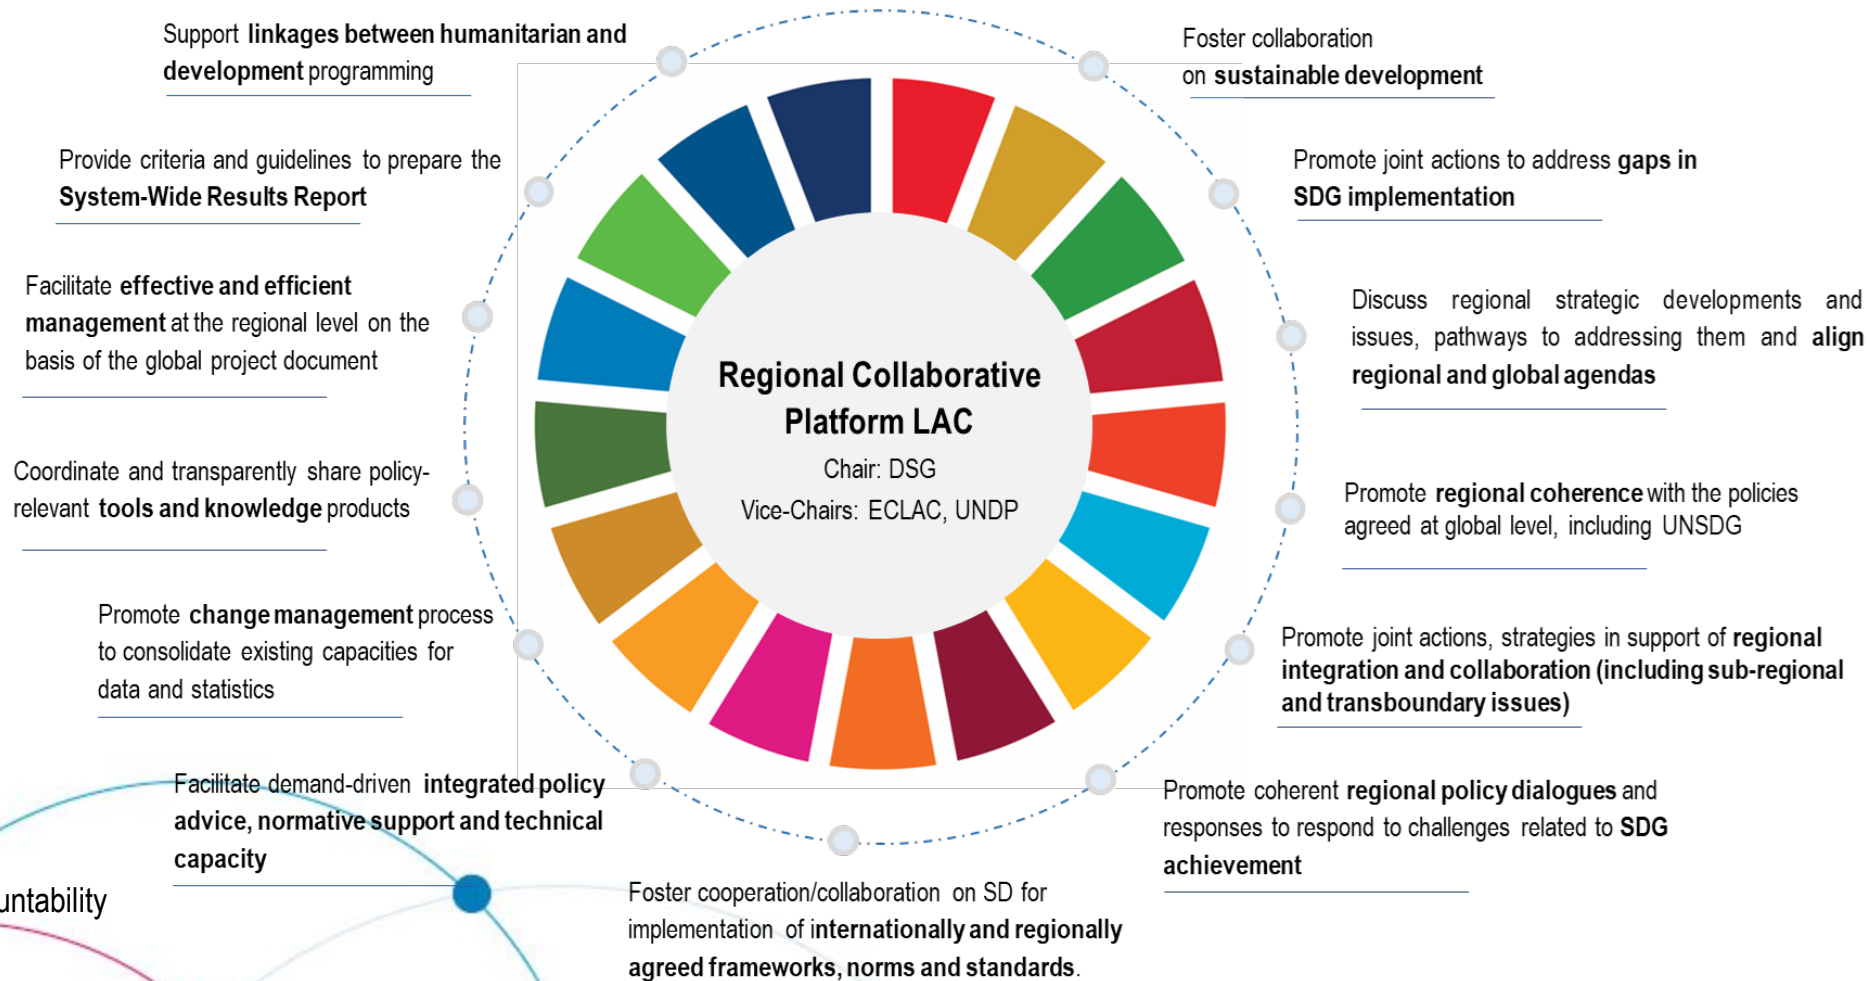 Support linkages between humanitarian and
development programming
Foster collaboration
on sustainable development
Provide criteria and guidelines to prepare the
System-Wide Results Report
Promote joint actions to address gaps in
SDG implementation
Facilitate effective and efficient
management at the regional level on the
basis of the global project document
Discuss regional strategic developments and
issues, pathways to addressing them and align
regional and global agendas
Regional Collaborative
Platform LAC
Chair: DSG
Vice-Chairs: ECLAC, UNDP
Coordinate and transparently share policy-
relevant tools and knowledge products
Promote regional coherence with the policies
agreed at global level, including UNSDG
Promote change management process
to consolidate existing capacities for
data and statistics
Promote joint actions, strategies in support of regional
integration and collaboration (including sub-regional
and transboundary issues)
Facilitate demand-driven integrated policy
advice, normative support and technical
capacity
Promote coherent regional policy dialogues and
responses to respond to challenges related to SDG
achievement
untability
Foster cooperation/collaboration on SD for
implementation of internationally and regionally
agreed frameworks, norms and standards.